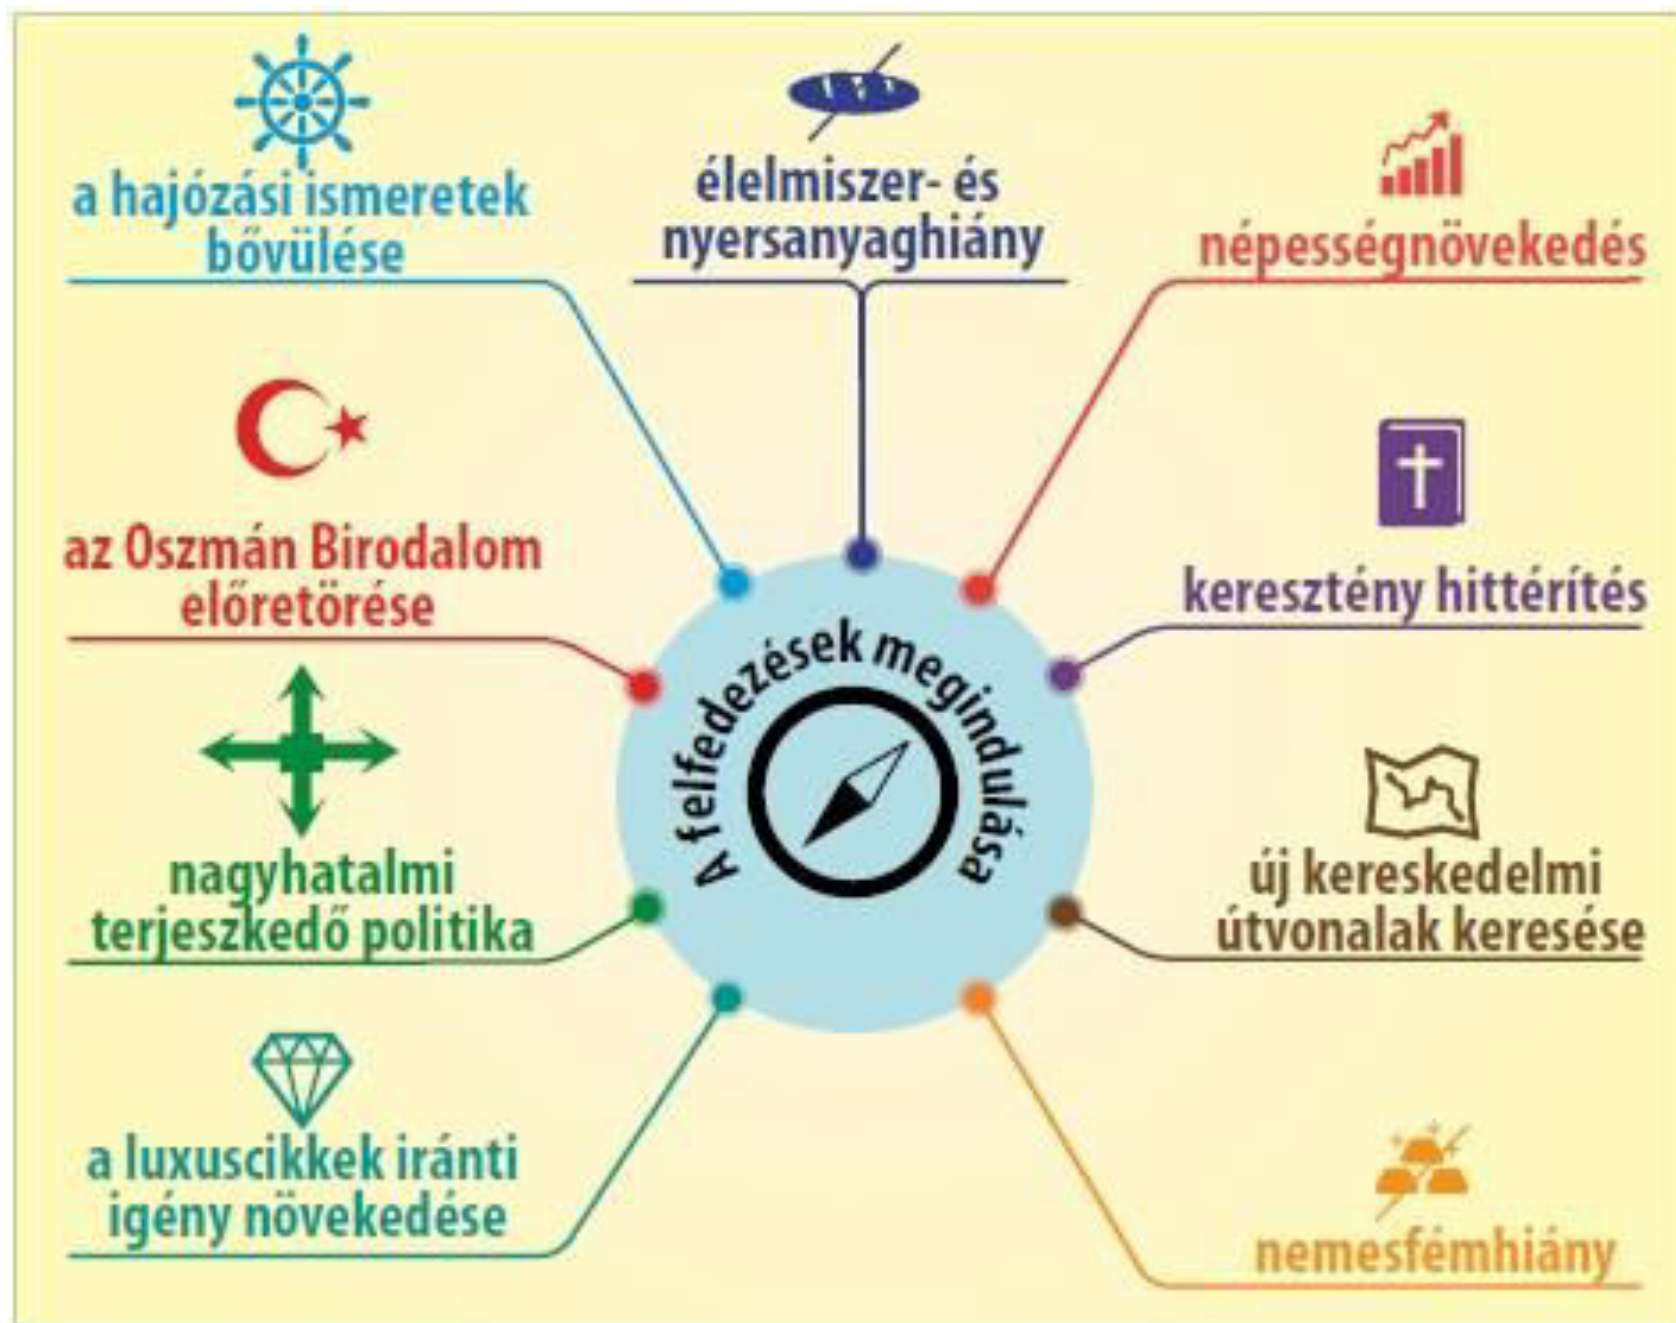 a hajózási ismeretek
bővülése
élelmiszer- és
nyersanyaghiány
népességnövekedés
az Oszmán Birodalom
előretörése
keresztény hittérítés
A felfedezések megindulása
nagyhatalmi
terjeszkedő politika
új kereskedelmi
útvonalak keresése
a luxuscikkek iránti
igény növekedése
nemesfémhiány